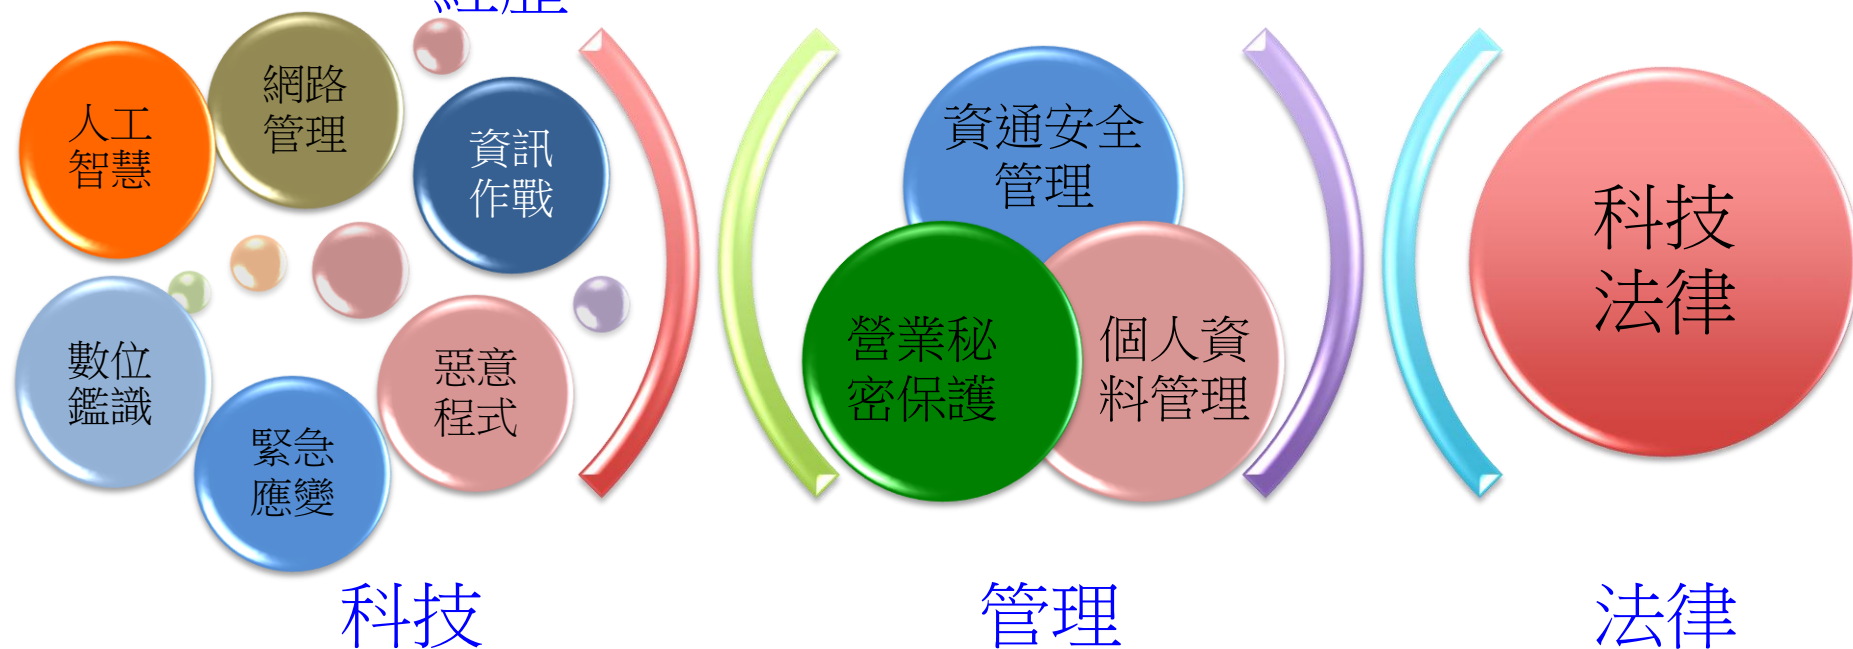 經歷
人工
智慧
網路
管理
資訊
作戰
數位
鑑識
緊急
應變
惡意
程式
資通安全
管理
營業秘
密保護
個人資
料管理
科技
法律
科技
管理
法律